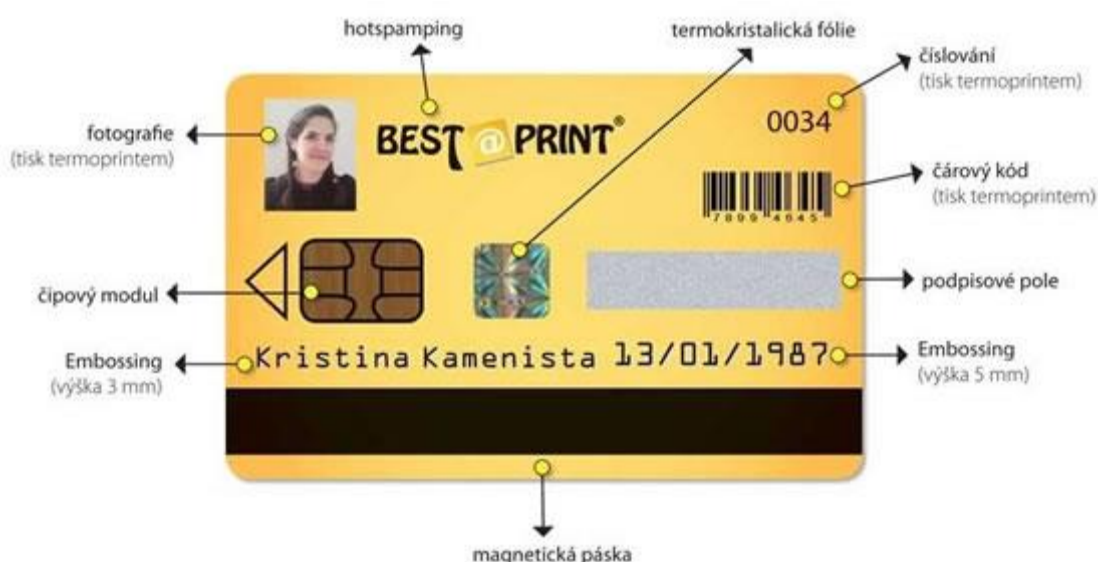 hotspamping
termokristalická fólie
číslování
(tisk termoprintem)
fotografie
(tisk termoprintem)
BEST @ PRINT®
0034
čárový kód
(tisk termoprintem)
7899 4645
čipový modul
podpisové pole
Embossing
(výška 3 mm)
Kristina Kamenista 13/01/1987
Embossing
(výška 5 mm)
magnetická páska